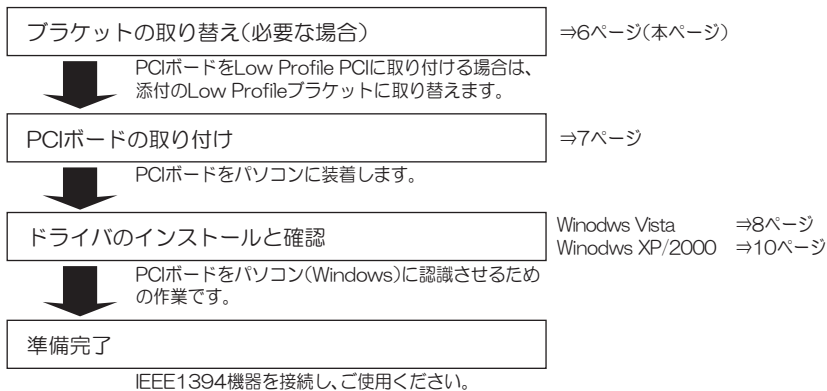 ブラケットの取り替え(必要な場合) ⇒6ページ(本ページ)
PCIボードをLow Profile PCIに取り付ける場合は、
添付のLow Profileブラケットに取り替えます。
PCIボードの取り付け ⇒7ページ
PCIボードをパソコンに装着します。
ドライバのインストールと確認
Winodws Vista ⇒8ページ
Winodws XP/2000 ⇒10ページ
PCIボードをパソコン(Windows)に認識させるため
の作業です。
準備完了
IEEE1394機器を接続し、ご使用ください。